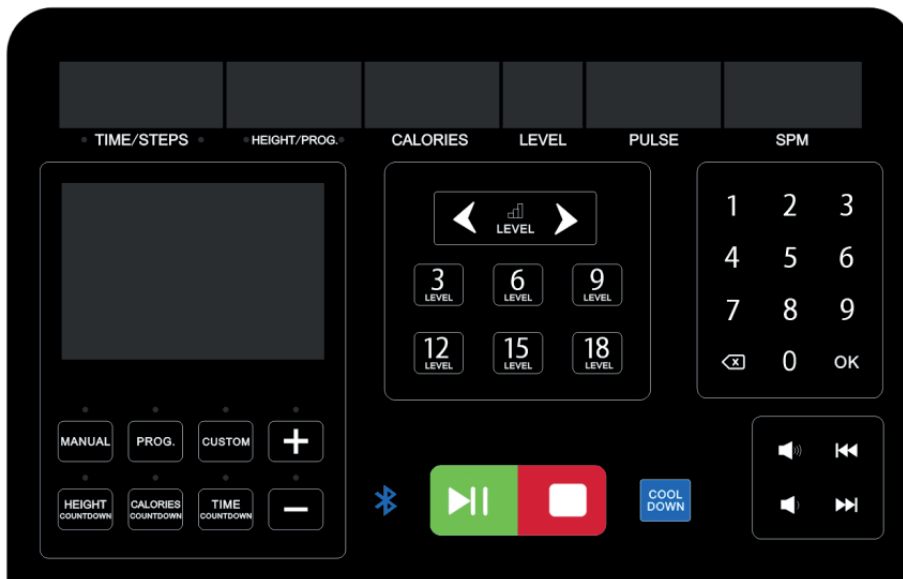 TIME/STEPS HEIGHT/PROG. CALORIES LEVEL PULSE SPM
LEVEL
3 LEVEL
6 LEVEL
9 LEVEL
12 LEVEL
15 LEVEL
18 LEVEL
1 2 3
4 5 6
7 8 9
0 OK
MANUAL PROG. CUSTOM +
HEIGHT COUNTDOWN
CALORIES COUNTDOWN
TIME COUNTDOWN
−
COOL
DOWN